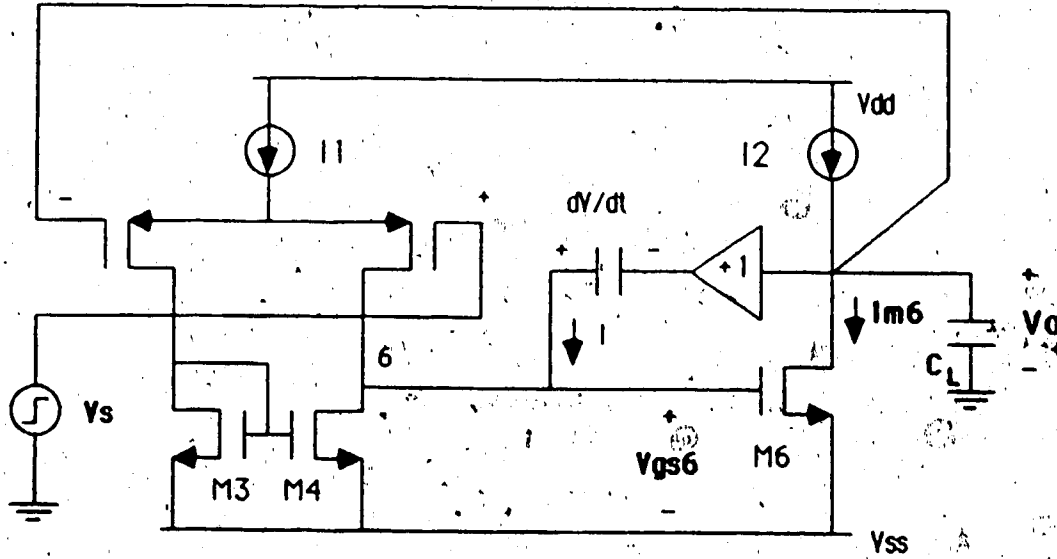 Vdd
I1
I2
-
+
dV/dt
+
-
+1
+
I
Im6
Vo
CL
-
6
Vs
+
Vgs6
-
M3
M4
M6
Vss